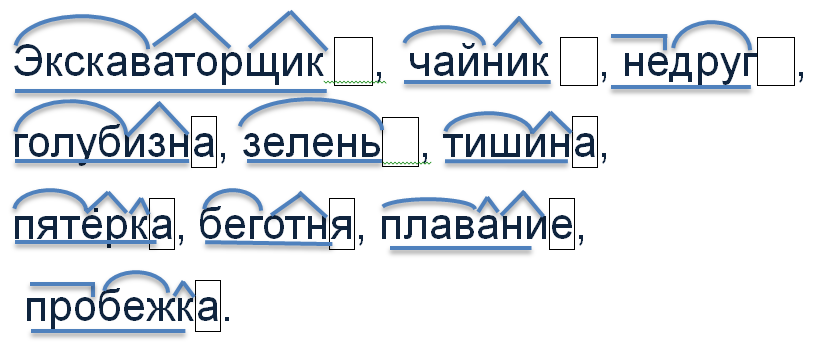 Экскаваторщик, чайник, недруг,
голубизна, зелень, тишина,
пятёрка, беготня, плавание,
пробежка.